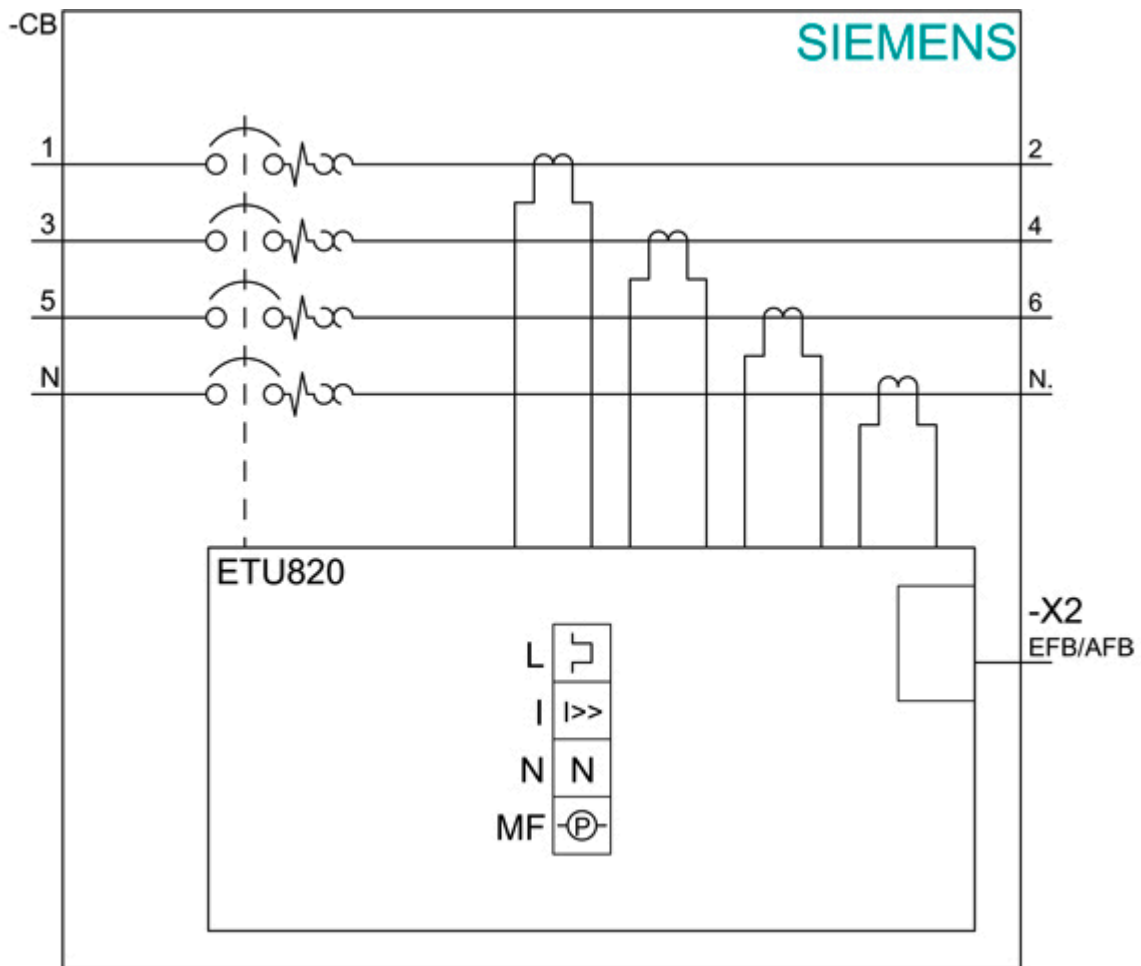 -CB
SIEMENS
1 2
3 4
5 6
N N.
ETU820
-X2
EFB/AFB
L
I I>>
N N
MF P